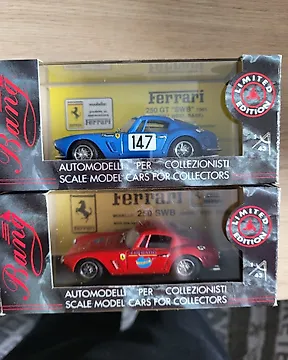 Bang
Ferrari
250 GT "SWB"
147
LIMITED
EDITION
AUTOMODELLI "PER" COLLEZIONISTI
SCALE MODEL CARS FOR COLLECTORS
Bang
Ferrari
250 SWB
LIMITED
EDITION
43
AUTOMODELLI "PER" COLLEZIONISTI
SCALE MODEL CARS FOR COLLECTORS